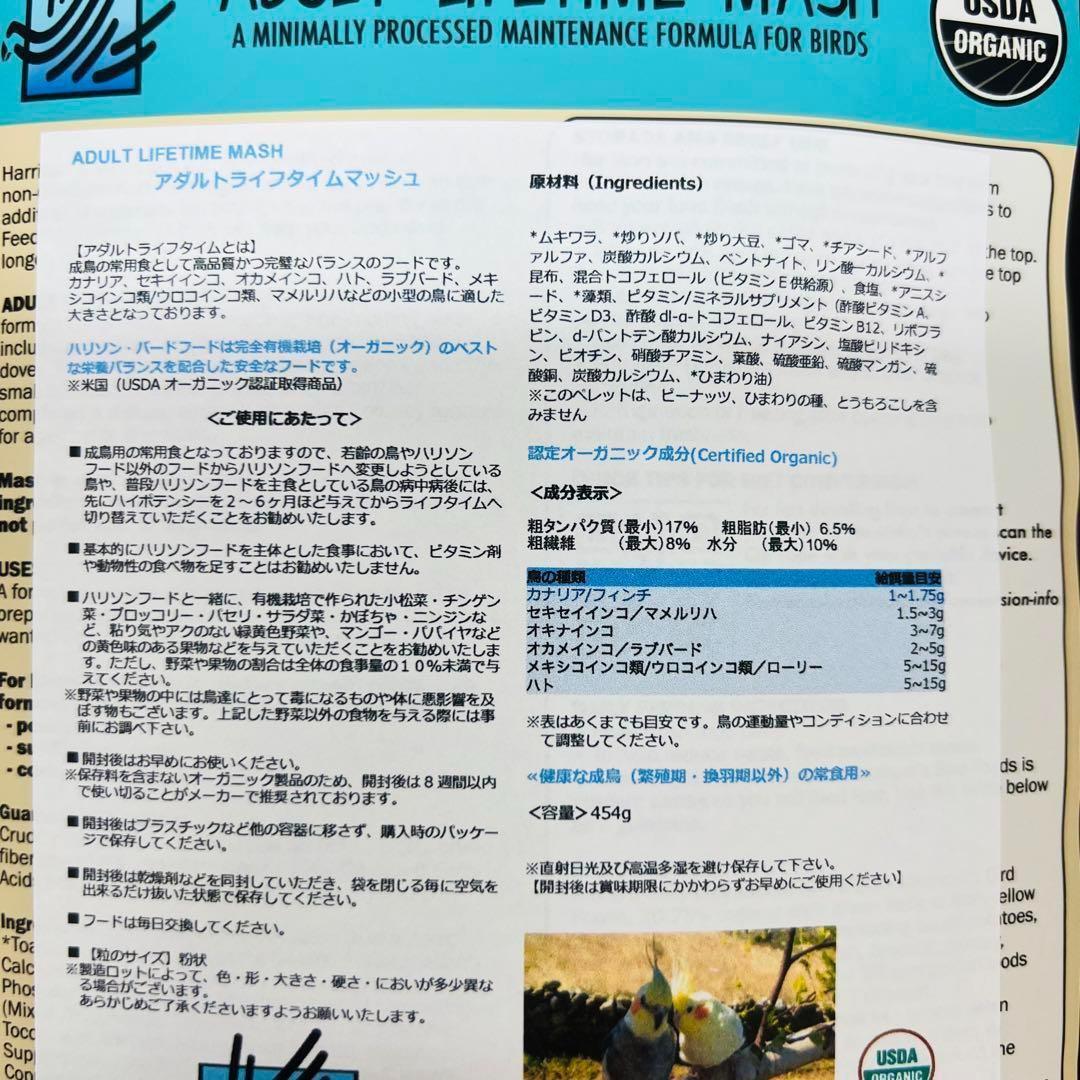 ADULT LIFETIME MASH
A MINIMALLY PROCESSED MAINTENANCE FORMULA FOR BIRDS
USDA
ORGANIC
ADULT LIFETIME MASH
アダルトライフタイムマッシュ
【アダルトライフタイムとは】
成鳥の常用食として高品質かつ完璧なバランスのフードです。
カナリア、セキイインコ、オカメインコ、ハト、ラブバード、メキ
シコインコ類/ウロコインコ類、マメルリハなどの小型の鳥に適した
大きさとなっております。
ハリソン・バードフードは完全有機栽培（オーガニック）のベスト
な栄養バランスを配合した安全なフードです。
※米国（USDA オーガニック認証取得商品）
＜ご使用にあたって＞
■成鳥用の常用食となっておりますので、若齢の鳥やハリソン
フード以外のフードからハリソンフードへ変更しようとしている
鳥や、普段ハリソンフードを主食としている鳥の病中病後には、
先にハイポテンシーを２～６ヶ月ほど与えてからライフタイムへ
切り替えていただくことをお勧めいたします。
■基本的にハリソンフードを主体とした食事において、ビタミン剤
や動物性の食べ物を足すことはお勧めいたしません。
■ハリソンフードと一緒に、有機栽培で作られた小松菜・チンゲン
菜・ブロッコリー・パセリ・サラダ菜・かぼちゃ・ニンジンな
ど、粘り気やアクのない緑黄色野菜や、マンゴー・パパイヤなど
の黄色味のある果物などを与えていただくことをお勧めいたしま
す。ただし、野菜や果物の割合は全体の食事量の１０％未満で与
えてください。
※野菜や果物の中には鳥達にとって毒になるものや体に悪影響を及
ぼす物もございます。上記した野菜以外の食物を与える際には事
前にお調べ下さい。
■開封後はお早めにお使いください。
※保存料を含まないオーガニック製品のため、開封後は８週間以内
で使い切ることがメーカーで推奨されております。
■開封後はプラスチックなど他の容器に移さず、購入時のパッケー
ジで保存してください。
■開封後は乾燥剤などを同封していただき、袋を閉じる毎に空気を
出来るだけ抜いた状態で保存してください。
■フードは毎日交換してください。
■【粒のサイズ】粉状
※製造ロットによって、色・形・大きさ・硬さ・においが多少異な
る場合がございます。
あらかじめご了承くださいますようお願いいたします。
原材料（Ingredients）
*ムキワラ、*炒りソバ、*炒り大豆、*ゴマ、*チアシード、*アルフ
ァルファ、炭酸カルシウム、ベントナイト、リン酸一カルシウム、*
昆布、混合トコフェロール（ビタミンE供給源）、食塩、*アニスシ
ード、*藻類、ビタミン/ミネラルサプリメント（酢酸ビタミンA、
ビタミンD3、酢酸 dl-α-トコフェロール、ビタミンB12、リボフラ
ビン、d-パントテン酸カルシウム、ナイアシン、塩酸ピリドキシ
ン、ビオチン、硝酸チアミン、葉酸、硫酸亜鉛、硫酸マンガン、硫
酸銅、炭酸カルシウム、*ひまわり油）
※このペレットは、ピーナッツ、ひまわりの種、とうもろこしを含
みません
認定オーガニック成分(Certified Organic)
＜成分表示＞
粗タンパク質（最小）17% 粗脂肪（最小）6.5%
粗繊維 （最大）8% 水分 （最大）10%
鳥の種類 給餌量目安
カナリア/フィンチ 1~1.75g
セキセイインコ／マメルリハ 1.5~3g
オキナインコ 3~7g
オカメインコ／ラブバード 2~5g
メキシコインコ類/ウロコインコ類／ローリー 5~15g
ハト 5~15g
※表はあくまでも目安です。鳥の運動量やコンディションに合わせ
て調整してください。
≪健康な成鳥（繁殖期・換羽期以外）の常食用≫
＜容量＞454g
※直射日光及び高温多湿を避け保存して下さい。
【開封後は賞味期限にかかわらずお早めにご使用ください】
USDA
ORGANIC